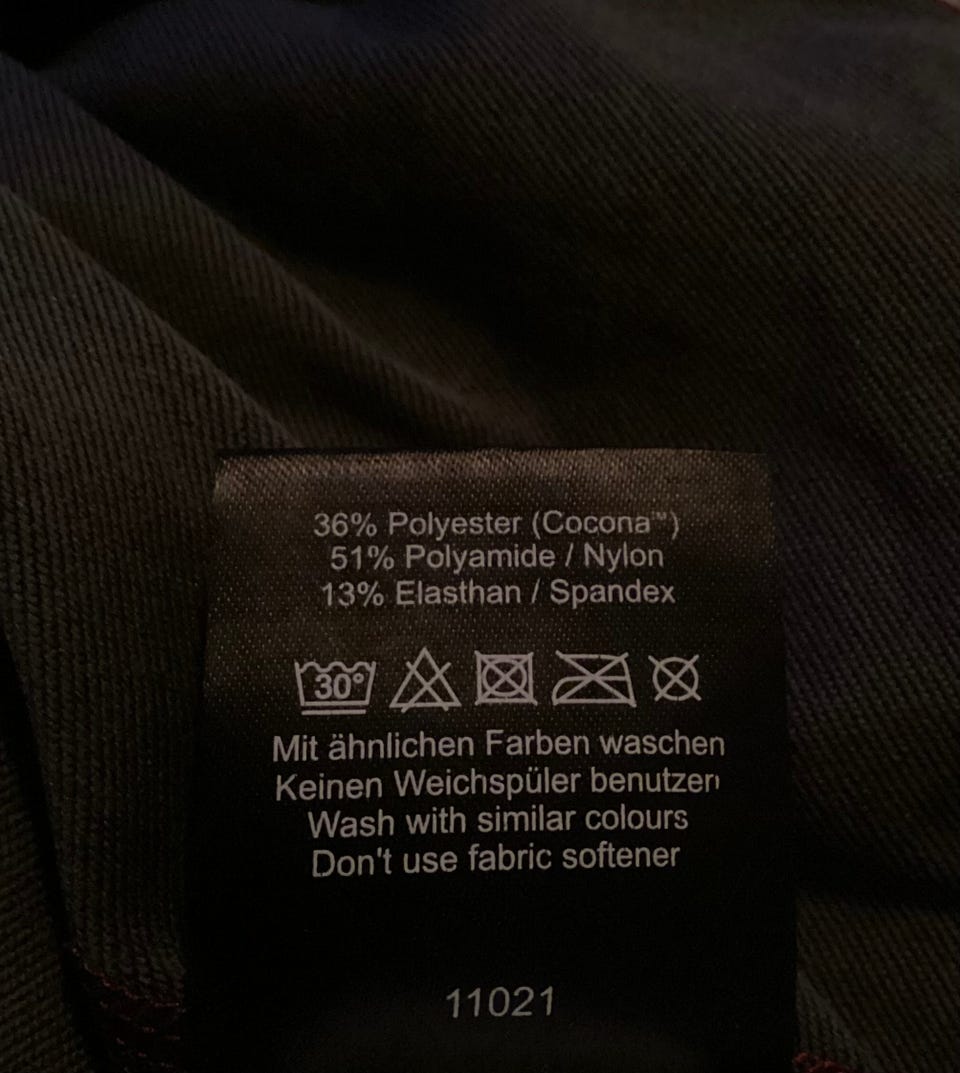 36% Polyester (Cocona™)
51% Polyamide / Nylon
13% Elasthan / Spandex
30°
Mit ähnlichen Farben waschen
Keinen Weichspüler benutzen
Wash with similar colours
Don't use fabric softener
11021